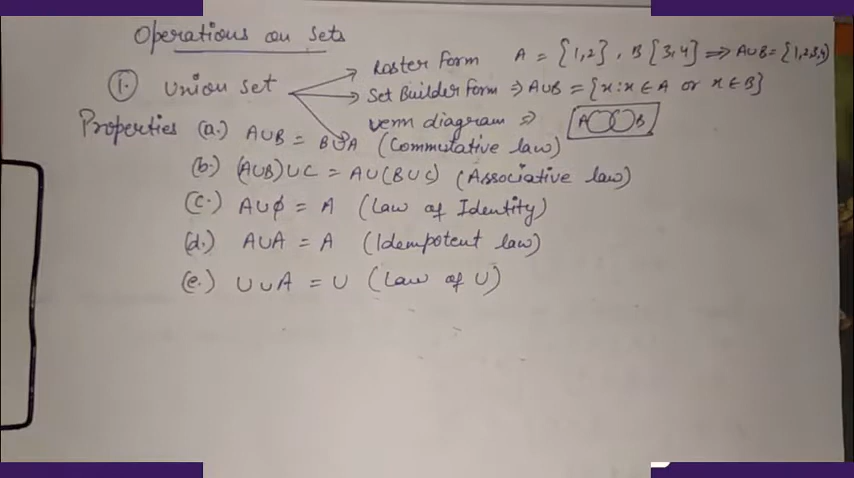 Operations on sets
Roster form A = {1,2}, B {3,4} ⇒ A∪B = {1,2,3,4}
(1.) Union set
Set Builder form ⇒ A∪B = {x : x ∈ A or x ∈ B}
venn diagram ⇒ A B
Properties (a.) A∪B = B∪A (Commutative law)
(b.) (A∪B)∪C = A∪(B∪C) (Associative law)
(c.) A∪ϕ = A (Law of Identity)
(d.) A∪A = A (Idempotent law)
(e.) U∪A = U (Law of U)